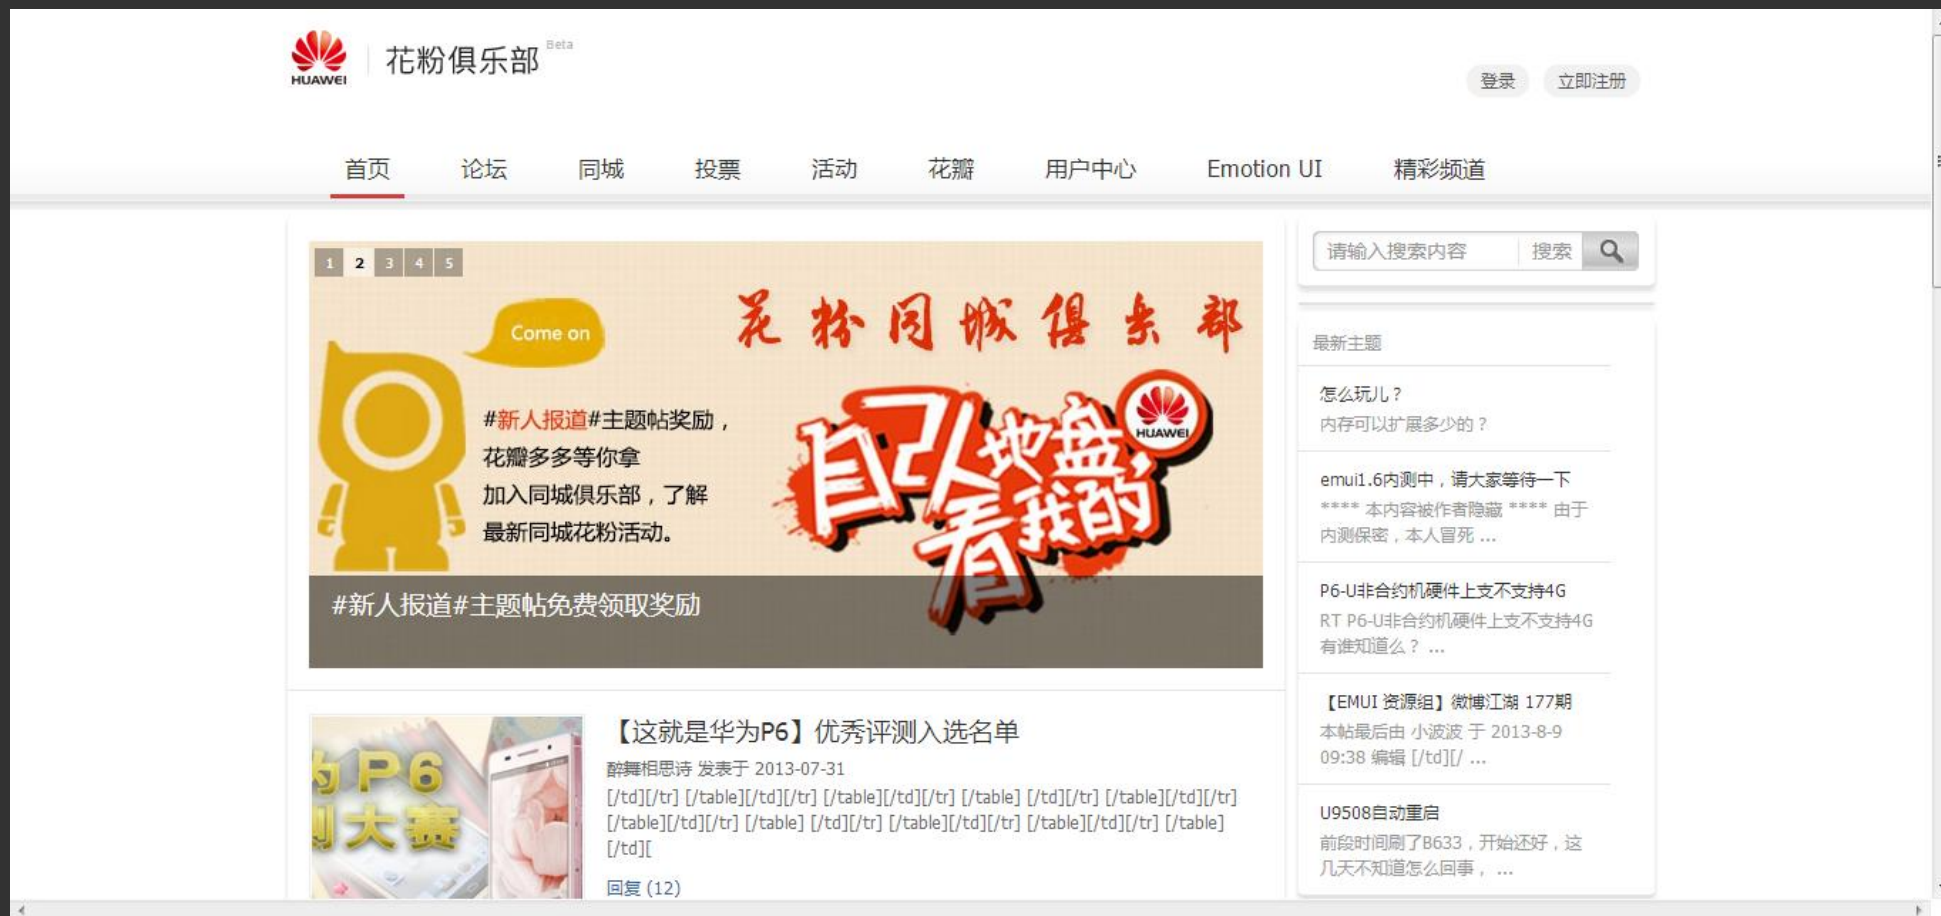 HUAWEI
花粉俱乐部 Beta
登录 立即注册
首页 论坛 同城 投票 活动 花瓣 用户中心 Emotion UI 精彩频道
1 2 3 4 5
Come on
花粉同城俱乐部
#新人报道#主题帖奖励，
花瓣多多等你拿
加入同城俱乐部，了解
最新同城花粉活动。
自己人地盘，
看我的
HUAWEI
#新人报道#主题帖免费领取奖励
为P6
测大赛
【这就是华为P6】优秀评测入选名单
醉舞相思诗 发表于 2013-07-31
[/td][/tr] [/table][/td][/tr] [/table][/td][/tr] [/table] [/td][/tr] [/table][/td][/tr]
[/table][/td][/tr] [/table] [/td][/tr] [/table][/td][/tr] [/table][/td][/tr] [/table]
[/td][
回复 (12)
请输入搜索内容 搜索
最新主题
怎么玩儿？
内存可以扩展多少的？
emui1.6内测中，请大家等待一下
**** 本内容被作者隐藏 **** 由于
内测保密，本人冒死 ...
P6-U非合约机硬件上支不支持4G
RT P6-U非合约机硬件上支不支持4G
有谁知道么？ ...
【EMUI 资源组】微博江湖 177期
本帖最后由 小波波 于 2013-8-9
09:38 编辑 [/td][/ ...
U9508自动重启
前段时间刷了B633，开始还好，这
几天不知道怎么回事， ...